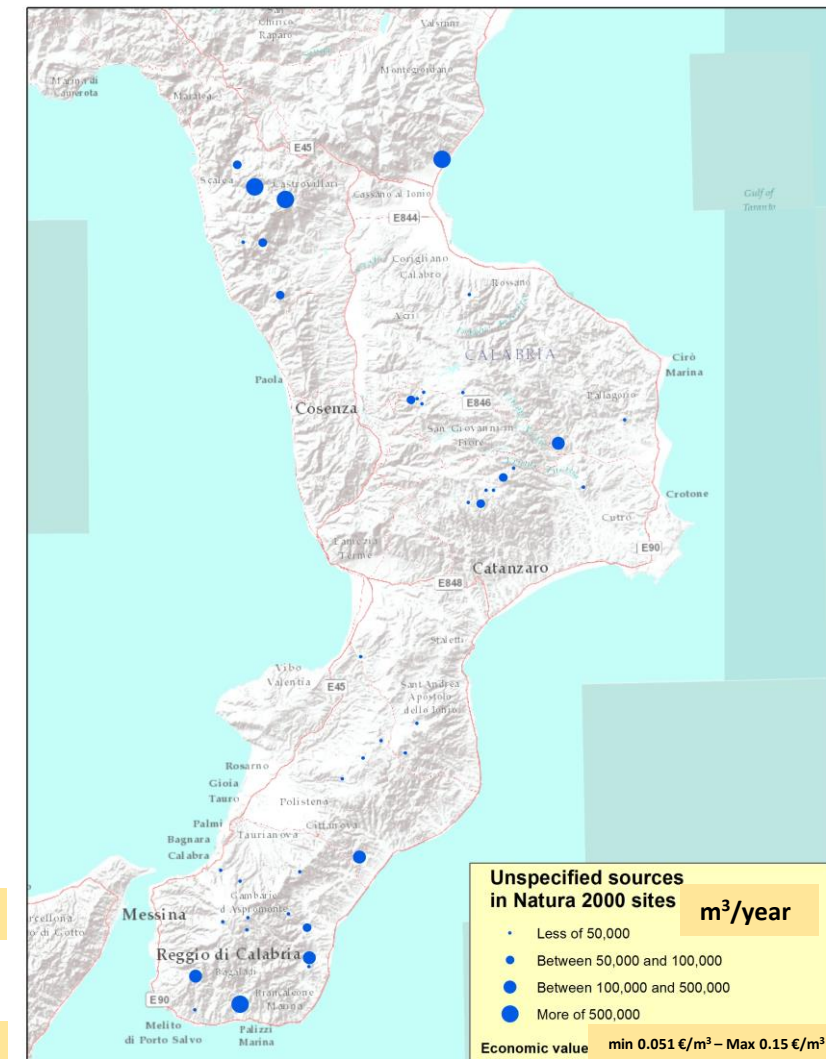 Chirico
Raparo
Valsinni
Montegiordano
Marina di
Camerota
Maratea
E45
Scalea
Castrovillari
Cassano al Ionio
Gulf of
Taranto
E844
Corigliano
Calabro
Rossano
Acri
CALABRIA
Cirò
Marina
Paola
Cosenza
E846
Pallagorio
San Giovanni in
Fiore
Crotone
Cutro
Lamezia
Terme
E90
Catanzaro
E848
Staletti
Vibo
Valentia
E45
Sant'Andrea
Apostolo
dello Ionio
Rosarno
Gioia
Tauro
Polistena
Palmi
Cittanova
Taurianova
Bagnara
Calabra
Gambarie
d'Aspromonte
Messina
Reggio di Calabria
Bagaladi
E90
Brancaleone
Marina
Melito
di Porto Salvo
Palizzi
Marina
Unspecified sources
in Natura 2000 sites
m³/year
Less of 50,000
Between 50,000 and 100,000
Between 100,000 and 500,000
More of 500,000
Economic value
min 0.051 €/m³ – Max 0.15 €/m³